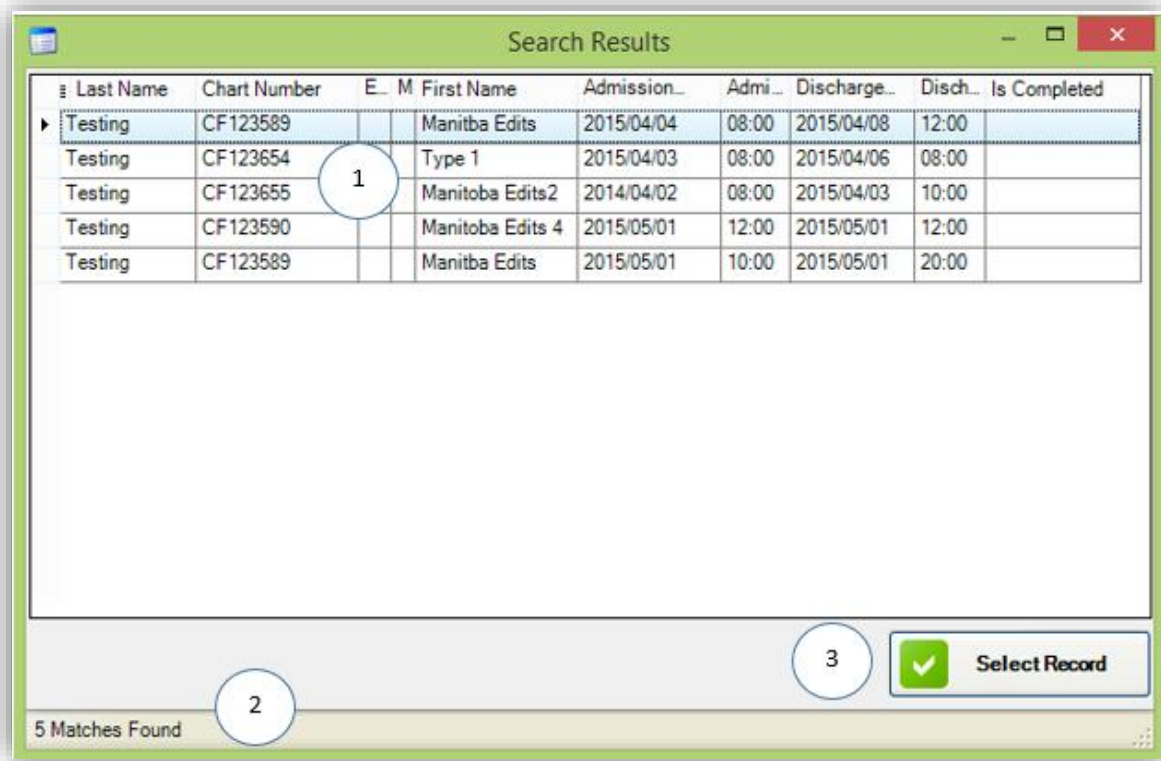 Search Results
Last Name Chart Number E... M First Name Admission... Admi... Discharge... Disch... Is Completed
Testing CF123589 Manitba Edits 2015/04/04 08:00 2015/04/08 12:00
Testing CF123654 Type 1 2015/04/03 08:00 2015/04/06 08:00
1
Testing CF123655 Manitoba Edits2 2014/04/02 08:00 2015/04/03 10:00
Testing CF123590 Manitoba Edits 4 2015/05/01 12:00 2015/05/01 12:00
Testing CF123589 Manitba Edits 2015/05/01 10:00 2015/05/01 20:00
3 Select Record
2
5 Matches Found